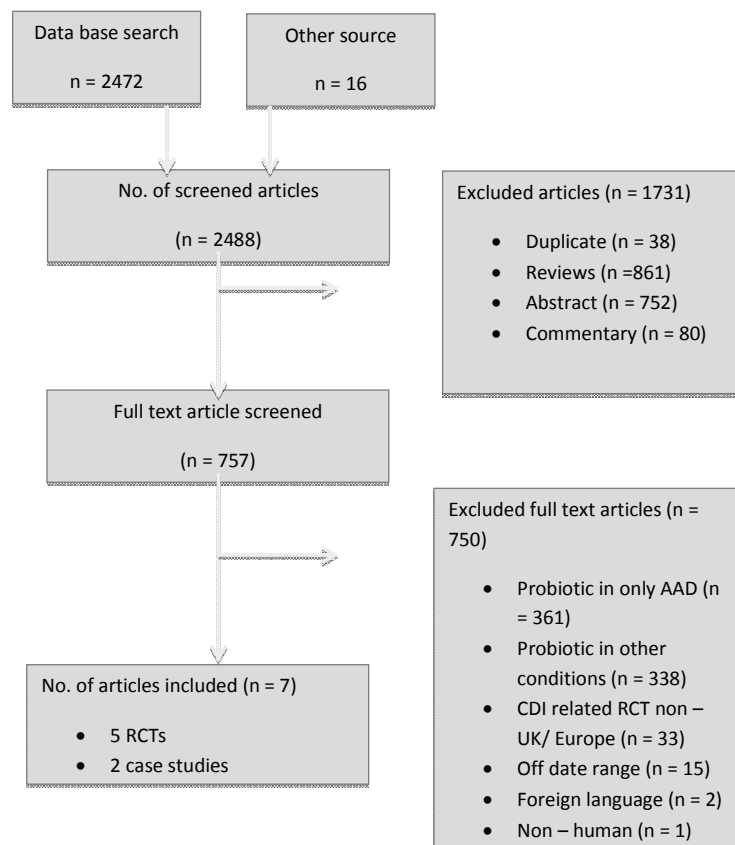 Data base search
n = 2472
Other source
n = 16
No. of screened articles
(n = 2488)
Excluded articles (n = 1731)
• Duplicate (n = 38)
• Reviews (n =861)
• Abstract (n = 752)
• Commentary (n = 80)
Full text article screened
(n = 757)
Excluded full text articles (n =
750)
• Probiotic in only AAD (n
= 361)
• Probiotic in other
conditions (n = 338)
• CDI related RCT non –
UK/ Europe (n = 33)
• Off date range (n = 15)
• Foreign language (n = 2)
• Non – human (n = 1)
No. of articles included (n = 7)
• 5 RCTs
• 2 case studies